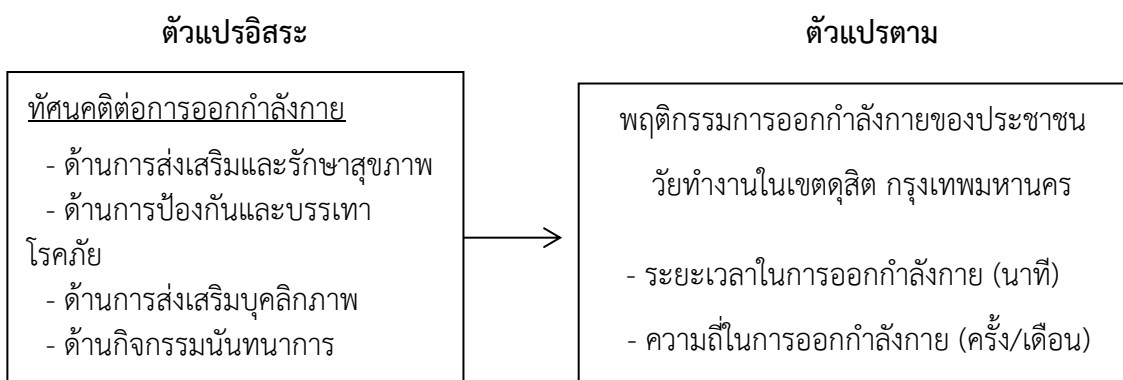 ตัวแปรอิสระ
ทัศนคติต่อการออกกำลังกาย
- ด้านการส่งเสริมและรักษาสุขภาพ
- ด้านการป้องกันและบรรเทา
โรคภัย
- ด้านการส่งเสริมบุคลิกภาพ
- ด้านกิจกรรมนันทนาการ
ตัวแปรตาม
พฤติกรรมการออกกำลังกายของประชาชน
วัยทำงานในเขตดุสิต กรุงเทพมหานคร
- ระยะเวลาในการออกกำลังกาย (นาที)
- ความถี่ในการออกกำลังกาย (ครั้ง/เดือน)